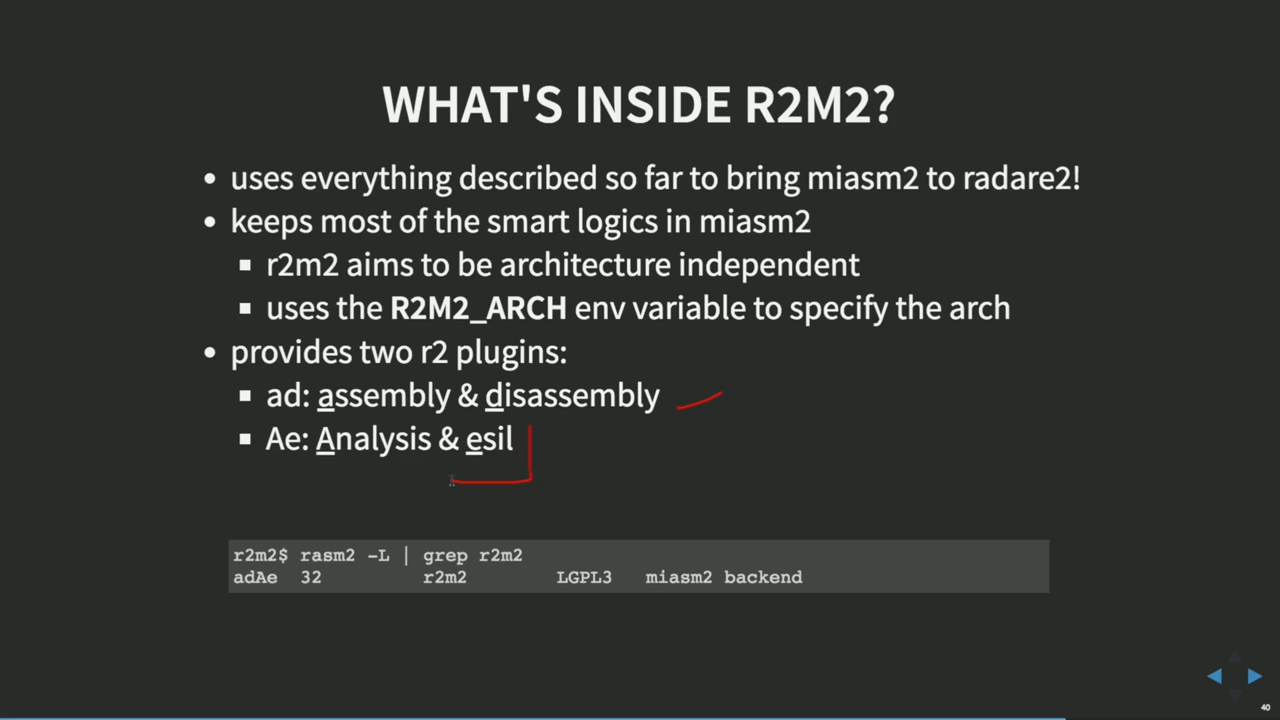 WHAT'S INSIDE R2M2?
• uses everything described so far to bring miasm2 to radare2!
• keeps most of the smart logics in miasm2
▪ r2m2 aims to be architecture independent
▪ uses the R2M2_ARCH env variable to specify the arch
• provides two r2 plugins:
▪ ad: assembly & disassembly
▪ Ae: Analysis & esil
r2m2$ rasm2 -L | grep r2m2
adAe 32 r2m2 LGPL3 miasm2 backend
40